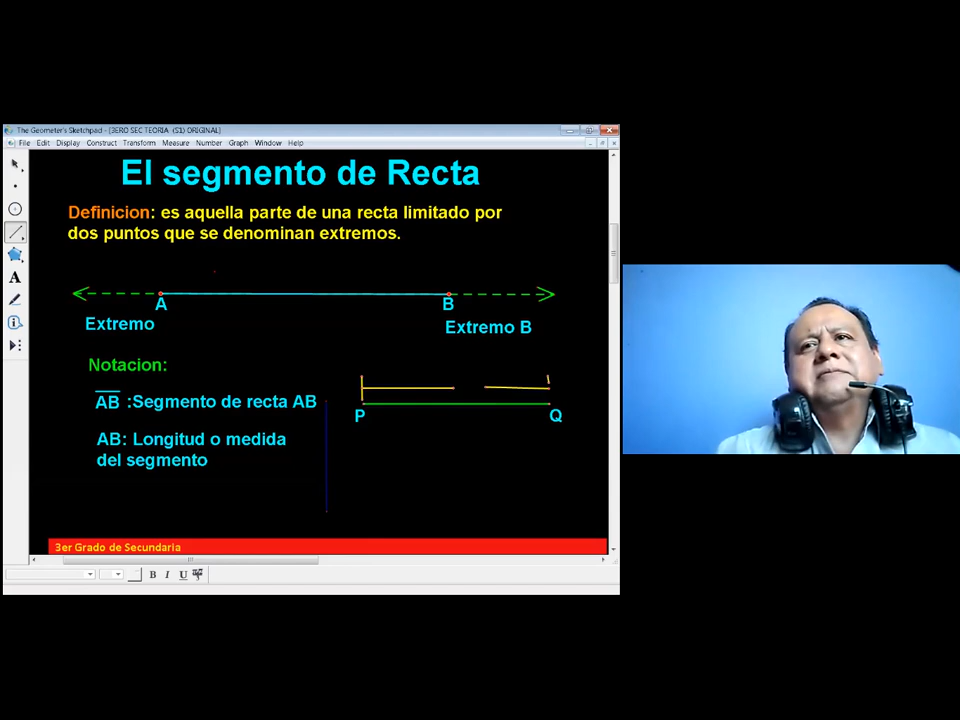 The Geometer's Sketchpad - [3ERO SEC TEORIA (S1) ORIGINAL]
File Edit Display Construct Transform Measure Number Graph Window Help
El segmento de Recta
Definicion: es aquella parte de una recta limitado por
dos puntos que se denominan extremos.
A B
Extremo Extremo B
Notacion:
AB :Segmento de recta AB
P Q
AB: Longitud o medida
del segmento
3er Grado de Secundaria
B I U